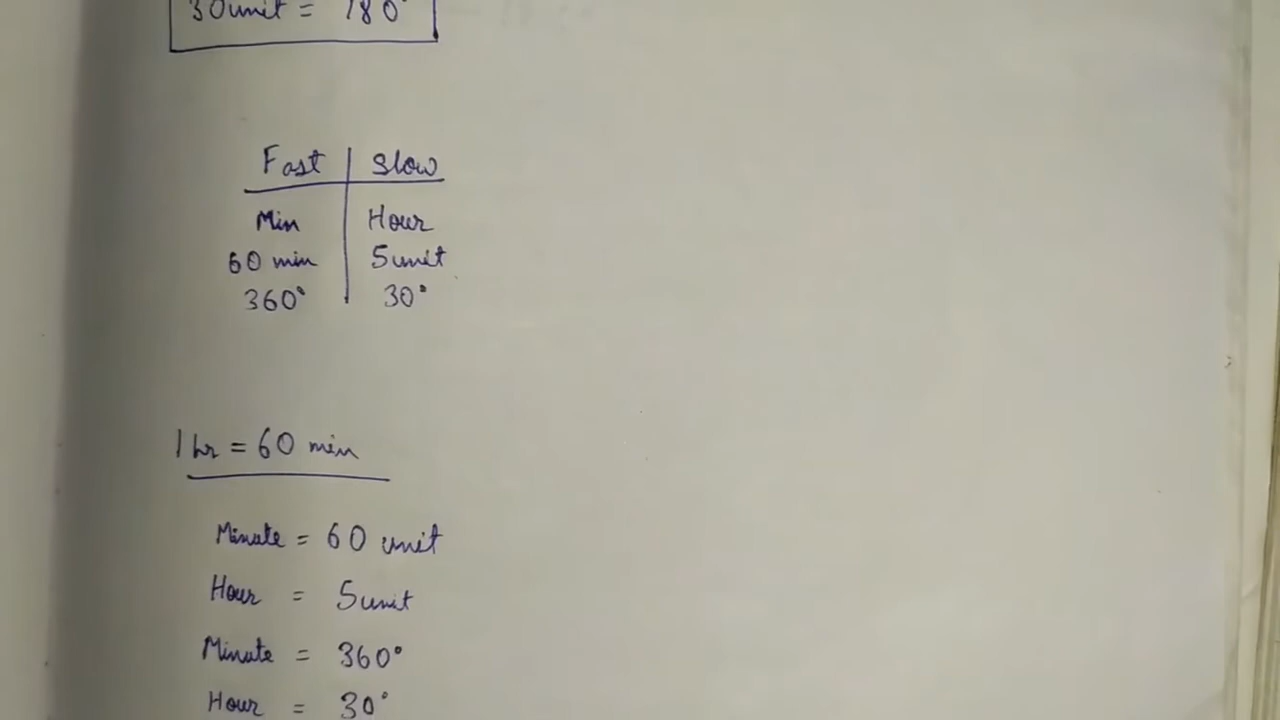 30unit = 180°
Fast | Slow
Min | Hour
60 min | 5unit
360° | 30°
1 hr = 60 min
Minute = 60 unit
Hour = 5unit
Minute = 360°
Hour = 30°